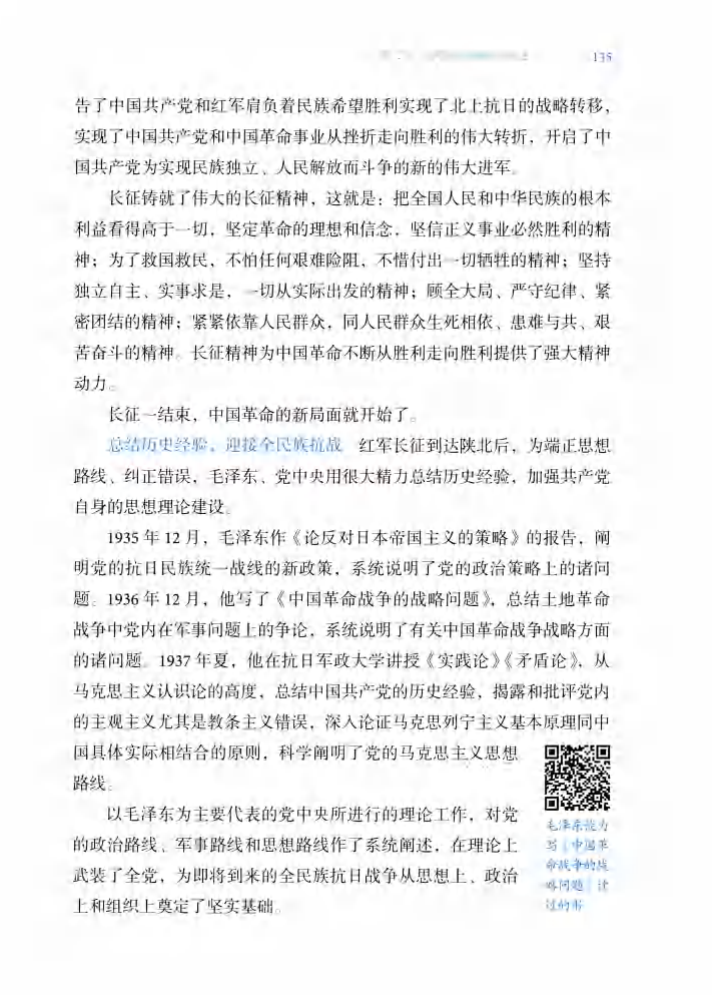 135
告了中国共产党和红军肩负着民族希望胜利实现了北上抗日的战略转移，
实现了中国共产党和中国革命事业从挫折走向胜利的伟大转折，开启了中
国共产党为实现民族独立、人民解放而斗争的新的伟大进军。
长征铸就了伟大的长征精神，这就是：把全国人民和中华民族的根本
利益看得高于一切，坚定革命的理想和信念，坚信正义事业必然胜利的精
神；为了救国救民，不怕任何艰难险阻，不惜付出一切牺牲的精神；坚持
独立自主、实事求是，一切从实际出发的精神；顾全大局、严守纪律、紧
密团结的精神；紧紧依靠人民群众，同人民群众生死相依、患难与共、艰
苦奋斗的精神。长征精神为中国革命不断从胜利走向胜利提供了强大精神
动力。
长征一结束，中国革命的新局面就开始了。
总结历史经验，迎接全民族抗战 红军长征到达陕北后，为端正思想
路线、纠正错误，毛泽东、党中央用很大精力总结历史经验，加强共产党
自身的思想理论建设。
1935 年 12 月，毛泽东作《论反对日本帝国主义的策略》的报告，阐
明党的抗日民族统一战线的新政策，系统说明了党的政治策略上的诸问
题。1936 年 12 月，他写了《中国革命战争的战略问题》，总结土地革命
战争中党内在军事问题上的争论，系统说明了有关中国革命战争战略方面
的诸问题。1937 年夏，他在抗日军政大学讲授《实践论》《矛盾论》，从
马克思主义认识论的高度，总结中国共产党的历史经验，揭露和批评党内
的主观主义尤其是教条主义错误，深入论证马克思列宁主义基本原理同中
国具体实际相结合的原则，科学阐明了党的马克思主义思想
路线。
以毛泽东为主要代表的党中央所进行的理论工作，对党
的政治路线、军事路线和思想路线作了系统阐述，在理论上
武装了全党，为即将到来的全民族抗日战争从思想上、政治
上和组织上奠定了坚实基础。
毛泽东能为
写《中国革
命战争的战
略问题》读
过的书